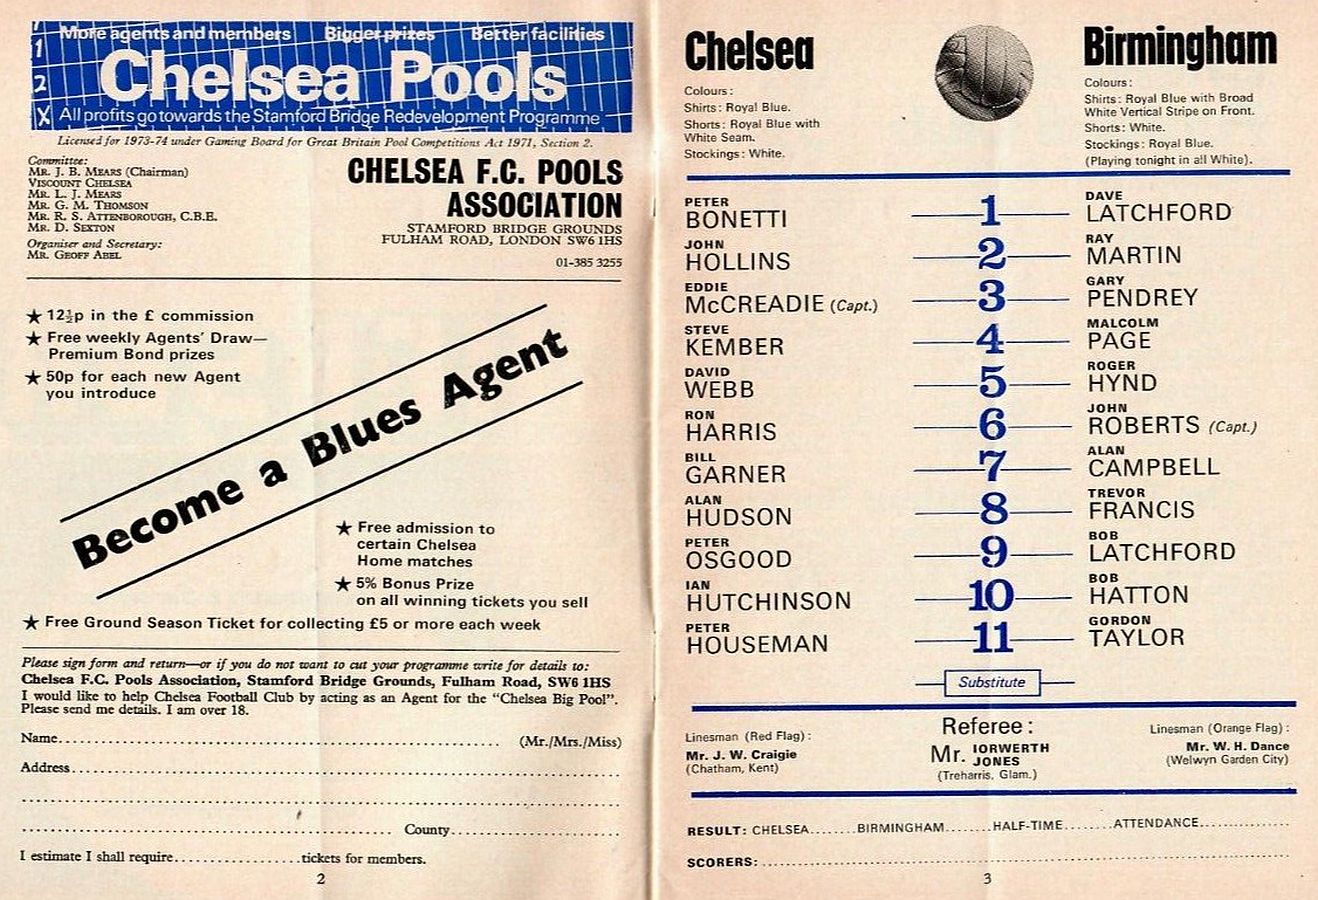 More agents and members Bigger prizes Better facilities
1
2
X
Chelsea Pools
All profits go towards the Stamford Bridge Redevelopment Programme
Licensed for 1973-74 under Gaming Board for Great Britain Pool Competitions Act 1971, Section 2.
Committee:
MR. J. B. MEARS (Chairman)
VISCOUNT CHELSEA
MR. L. J. MEARS
MR. G. M. THOMSON
MR. R. S. ATTENBOROUGH, C.B.E.
MR. D. SEXTON
Organiser and Secretary:
MR. GEOFF ABEL
CHELSEA F.C. POOLS
ASSOCIATION
STAMFORD BRIDGE GROUNDS
FULHAM ROAD, LONDON SW6 1HS
01-385 3255
★ 12½p in the £ commission
★ Free weekly Agents' Draw—
Premium Bond prizes
★ 50p for each new Agent
you introduce
Become a Blues Agent
★ Free admission to
certain Chelsea
Home matches
★ 5% Bonus Prize
on all winning tickets you sell
★ Free Ground Season Ticket for collecting £5 or more each week
Please sign form and return—or if you do not want to cut your programme write for details to:
Chelsea F.C. Pools Association, Stamford Bridge Grounds, Fulham Road, SW6 1HS
I would like to help Chelsea Football Club by acting as an Agent for the "Chelsea Big Pool".
Please send me details. I am over 18.
Name.......... (Mr./Mrs./Miss)
Address..........
.......... County..........
I estimate I shall require..........tickets for members.
2
Chelsea
Colours:
Shirts: Royal Blue.
Shorts: Royal Blue with
White Seam.
Stockings: White.
Birmingham
Colours:
Shirts: Royal Blue with Broad
White Vertical Stripe on Front.
Shorts: White.
Stockings: Royal Blue.
(Playing tonight in all White).
PETER BONETTI 1 DAVE LATCHFORD
JOHN HOLLINS 2 RAY MARTIN
EDDIE McCREADIE (Capt.) 3 GARY PENDREY
STEVE KEMBER 4 MALCOLM PAGE
DAVID WEBB 5 ROGER HYND
RON HARRIS 6 JOHN ROBERTS (Capt.)
BILL GARNER 7 ALAN CAMPBELL
ALAN HUDSON 8 TREVOR FRANCIS
PETER OSGOOD 9 BOB LATCHFORD
IAN HUTCHINSON 10 BOB HATTON
PETER HOUSEMAN 11 GORDON TAYLOR
Substitute
Linesman (Red Flag):
Mr. J. W. Craigie
(Chatham, Kent)
Referee:
Mr. IORWERTH JONES
(Treharris, Glam.)
Linesman (Orange Flag):
Mr. W. H. Dance
(Welwyn Garden City)
RESULT: CHELSEA........BIRMINGHAM........HALF-TIME........ATTENDANCE..........
SCORERS:..........
3